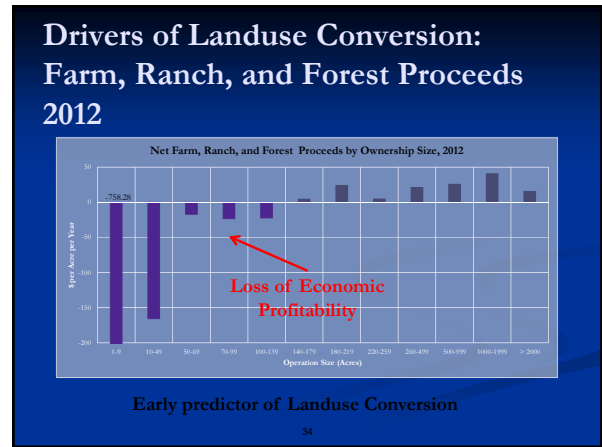 Drivers of Landuse Conversion:
Farm, Ranch, and Forest Proceeds
2012
Net Farm, Ranch, and Forest Proceeds by Ownership Size, 2012
50
0
-50
-100
-150
-200
$ per Acre per Year
-758.28
Loss of Economic
Profitability
1-9 10-49 50-69 70-99 100-139 140-179 180-219 220-259 260-499 500-999 1000-1999 > 2000
Operation Size (Acres)
Early predictor of Landuse Conversion
34